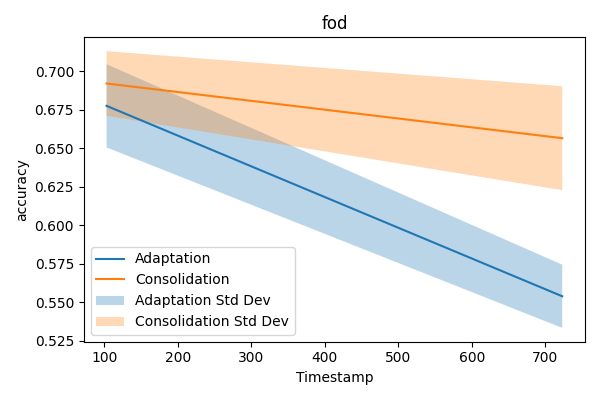 fod
accuracy
0.700
0.675
0.650
0.625
0.600
0.575
0.550
0.525
Adaptation
Consolidation
Adaptation Std Dev
Consolidation Std Dev
100 200 300 400 500 600 700
Timestamp